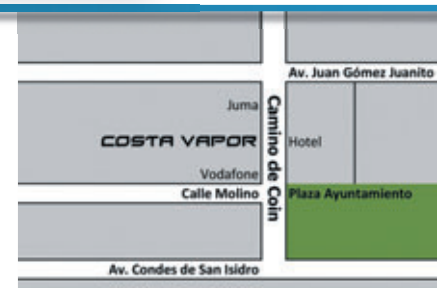 Av. Juan Gómez Juanito
Juma
COSTA VAPOR
Hotel
Vodafone
Camino de Coin
Calle Molino
Plaza Ayuntamiento
Av. Condes de San Isidro